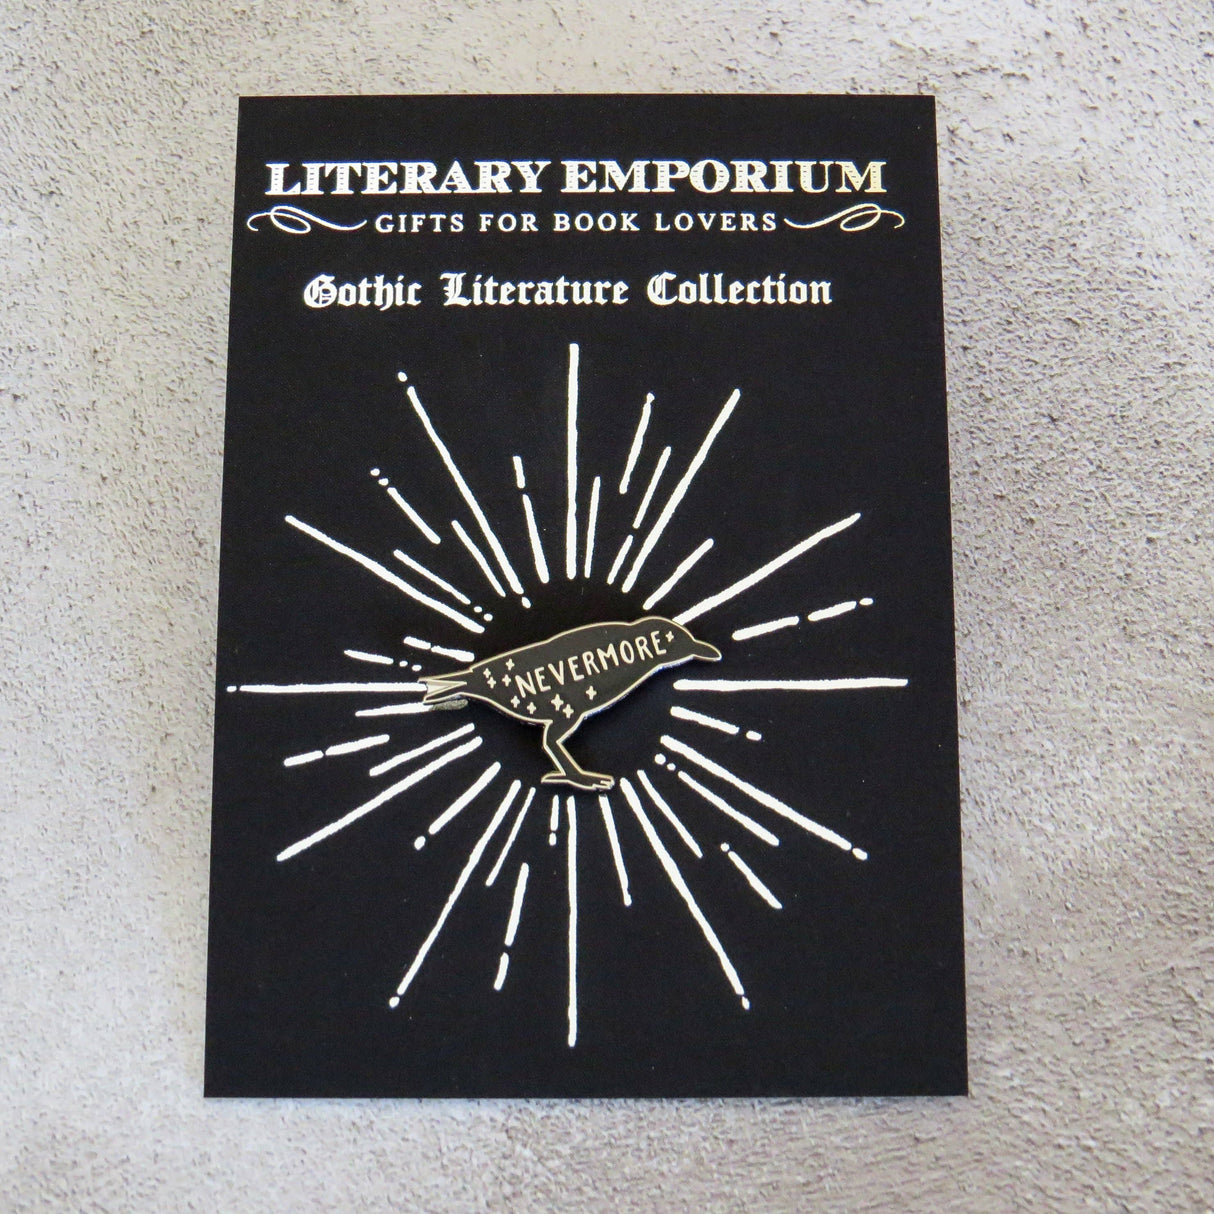 LITERARY EMPORIUM
GIFTS FOR BOOK LOVERS
Gothic Literature Collection
NEVERMORE